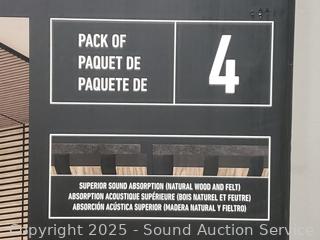 PACK OF
PAQUET DE
PAQUETE DE
4
SUPERIOR SOUND ABSORPTION (NATURAL WOOD AND FELT)
ABSORPTION ACOUSTIQUE SUPÉRIEURE (BOIS NATUREL ET FEUTRE)
ABSORCIÓN ACÚSTICA SUPERIOR (MADERA NATURAL Y FIELTRO)
Copyright 2025 - Sound Auction Service